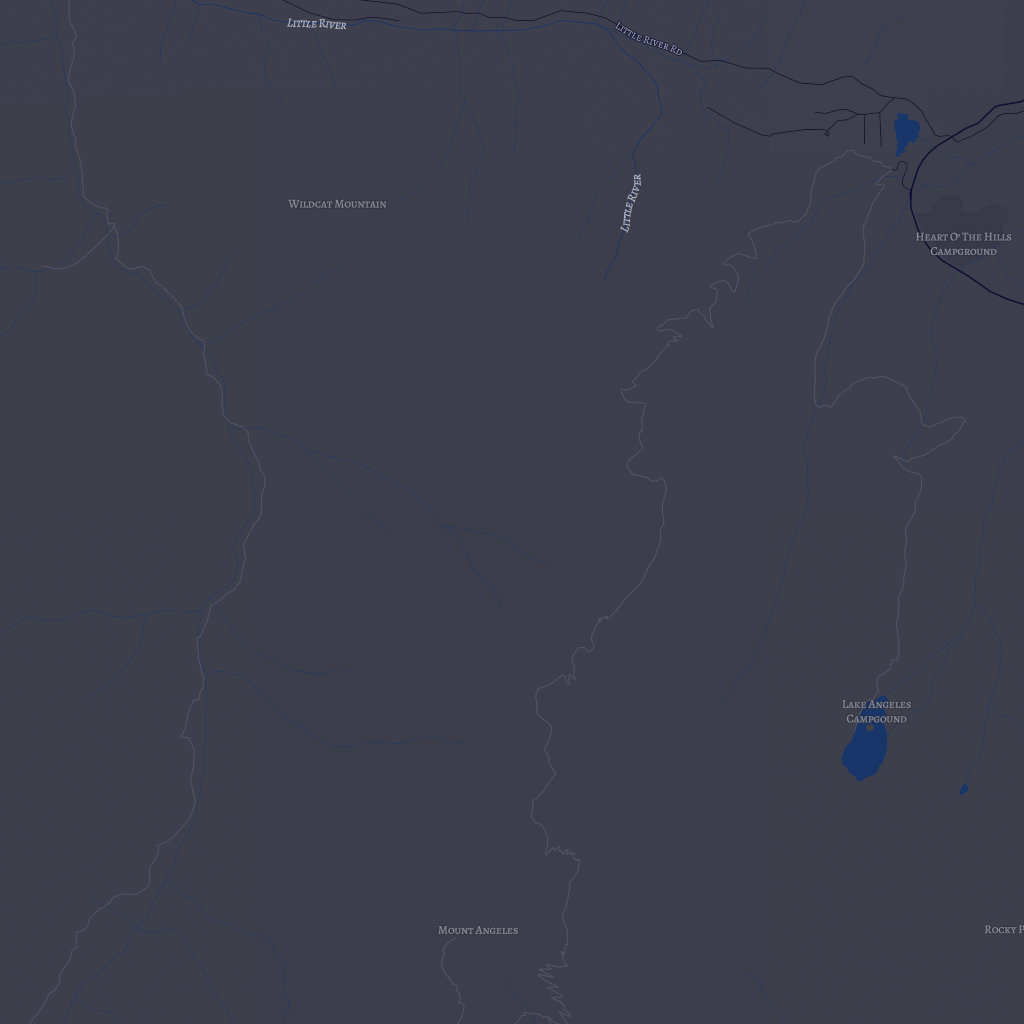 Little River
Little River Rd
Little River
Wildcat Mountain
Heart O' The Hills
Campground
Lake Angeles
Campgound
Mount Angeles
Rocky P